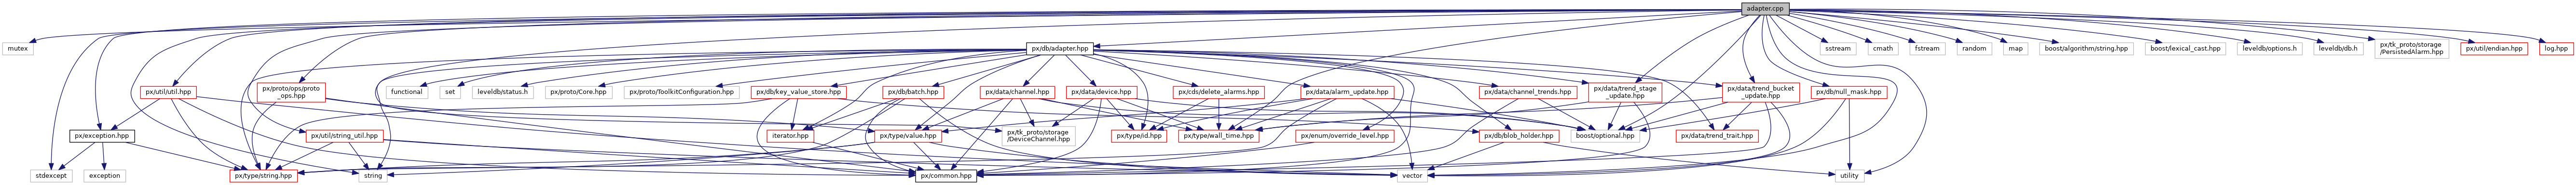 adapter.cpp
mutex
px/db/adapter.hpp
sstream
cmath
fstream
random
map
boost/algorithm/string.hpp
boost/lexical_cast.hpp
leveldb/options.h
leveldb/db.h
px/tk_proto/storage
/PersistedAlarm.hpp
px/util/endian.hpp
log.hpp
px/util/util.hpp
px/proto/ops/proto
_ops.hpp
functional
set
leveldb/status.h
px/proto/Core.hpp
px/proto/ToolkitConfiguration.hpp
px/db/key_value_store.hpp
px/db/batch.hpp
px/data/channel.hpp
px/data/device.hpp
px/cds/delete_alarms.hpp
px/data/alarm_update.hpp
px/data/channel_trends.hpp
px/data/trend_stage
_update.hpp
px/data/trend_bucket
_update.hpp
px/db/null_mask.hpp
px/exception.hpp
px/util/string_util.hpp
iterator.hpp
px/type/value.hpp
px/tk_proto/storage
/DeviceChannel.hpp
px/type/id.hpp
px/type/wall_time.hpp
px/enum/override_level.hpp
px/db/blob_holder.hpp
boost/optional.hpp
px/data/trend_trait.hpp
stdexcept
exception
px/type/string.hpp
string
px/common.hpp
vector
utility